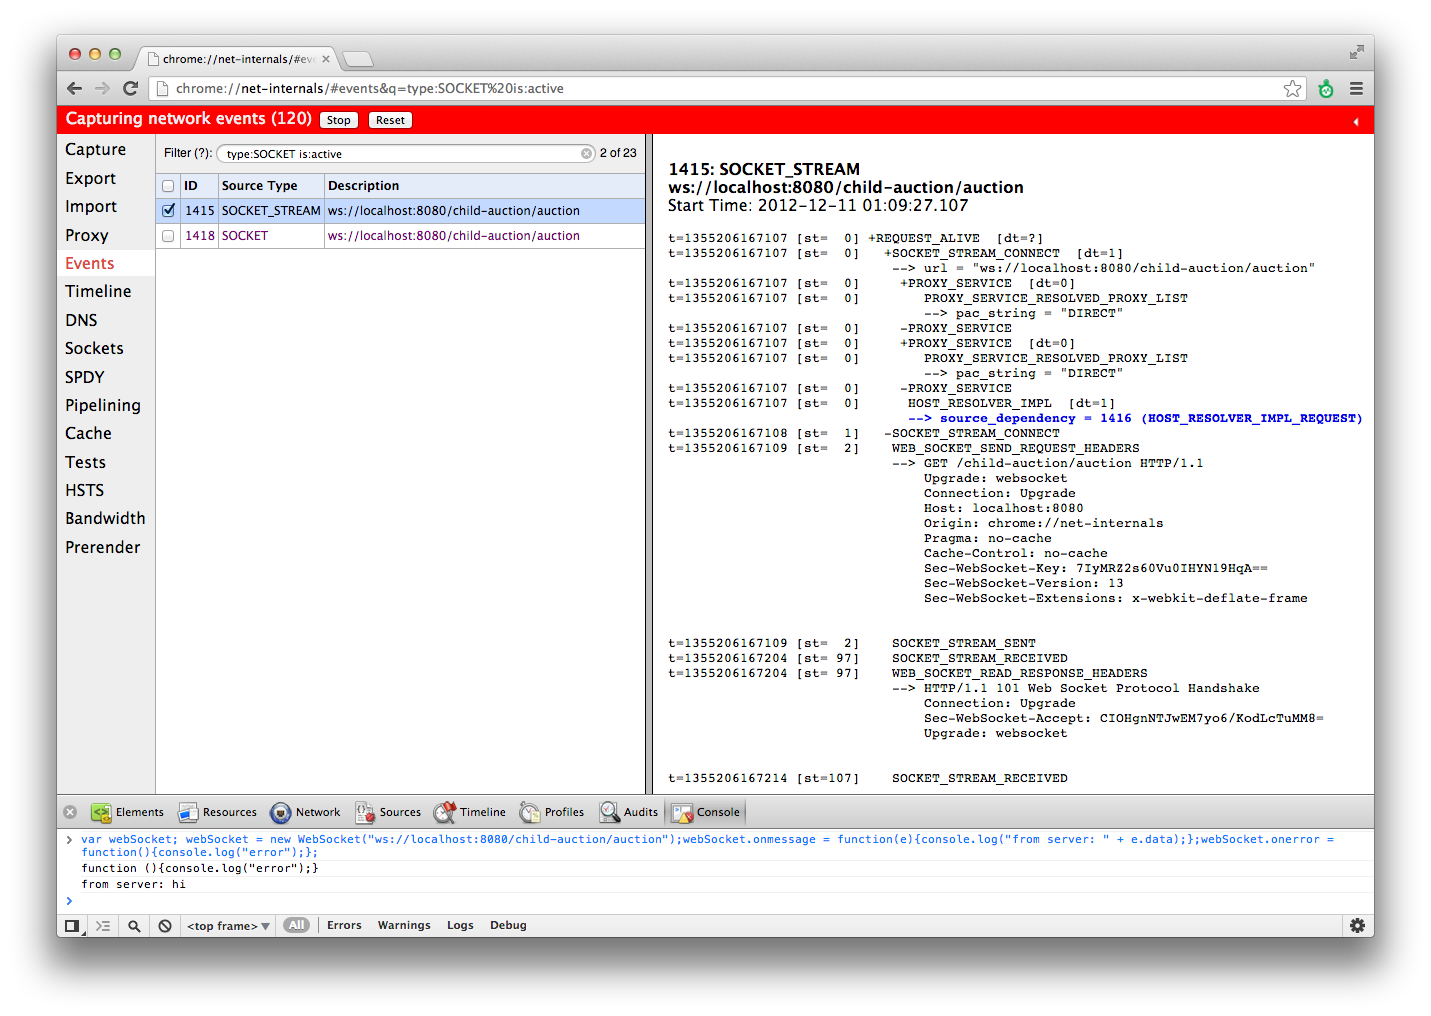 chrome://net-internals/#eve
chrome://net-internals/#events&q=type:SOCKET%20is:active
Capturing network events (120) Stop Reset
Capture
Export
Import
Proxy
Events
Timeline
DNS
Sockets
SPDY
Pipelining
Cache
Tests
HSTS
Bandwidth
Prerender
Filter (?): type:SOCKET is:active 2 of 23
ID Source Type Description
1415 SOCKET_STREAM ws://localhost:8080/child-auction/auction
1418 SOCKET ws://localhost:8080/child-auction/auction
1415: SOCKET_STREAM
ws://localhost:8080/child-auction/auction
Start Time: 2012-12-11 01:09:27.107
t=1355206167107 [st=  0] +REQUEST_ALIVE  [dt=?]
t=1355206167107 [st=  0]   +SOCKET_STREAM_CONNECT  [dt=1]
--> url = "ws://localhost:8080/child-auction/auction"
t=1355206167107 [st=  0]     +PROXY_SERVICE  [dt=0]
t=1355206167107 [st=  0]        PROXY_SERVICE_RESOLVED_PROXY_LIST
--> pac_string = "DIRECT"
t=1355206167107 [st=  0]     -PROXY_SERVICE
t=1355206167107 [st=  0]     +PROXY_SERVICE  [dt=0]
t=1355206167107 [st=  0]        PROXY_SERVICE_RESOLVED_PROXY_LIST
--> pac_string = "DIRECT"
t=1355206167107 [st=  0]     -PROXY_SERVICE
t=1355206167107 [st=  0]      HOST_RESOLVER_IMPL  [dt=1]
--> source_dependency = 1416 (HOST_RESOLVER_IMPL_REQUEST)
t=1355206167108 [st=  1]   -SOCKET_STREAM_CONNECT
t=1355206167109 [st=  2]    WEB_SOCKET_SEND_REQUEST_HEADERS
--> GET /child-auction/auction HTTP/1.1
Upgrade: websocket
Connection: Upgrade
Host: localhost:8080
Origin: chrome://net-internals
Pragma: no-cache
Cache-Control: no-cache
Sec-WebSocket-Key: 7IyMRZ2s60Vu0IHYN19HqA==
Sec-WebSocket-Version: 13
Sec-WebSocket-Extensions: x-webkit-deflate-frame
t=1355206167109 [st=  2]    SOCKET_STREAM_SENT
t=1355206167204 [st= 97]    SOCKET_STREAM_RECEIVED
t=1355206167204 [st= 97]    WEB_SOCKET_READ_RESPONSE_HEADERS
--> HTTP/1.1 101 Web Socket Protocol Handshake
Connection: Upgrade
Sec-WebSocket-Accept: CIOHgnNTJwEM7yo6/KodLcTuMM8=
Upgrade: websocket
t=1355206167214 [st=107]    SOCKET_STREAM_RECEIVED
Elements Resources Network Sources Timeline Profiles Audits Console
var webSocket; webSocket = new WebSocket("ws://localhost:8080/child-auction/auction");webSocket.onmessage = function(e){console.log("from server: " + e.data);};webSocket.onerror =
function(){console.log("error");};
function (){console.log("error");}
from server: hi
<top frame> All Errors Warnings Logs Debug